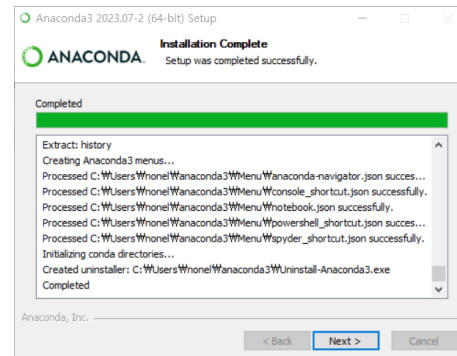 Anaconda3 2023.07-2 (64-bit) Setup
ANACONDA.
Installation Complete
Setup was completed successfully.
Completed
Extract: history
Creating Anaconda3 menus...
Processed C:₩Users₩nonel₩anaconda3₩Menu₩anaconda-navigator.json succes...
Processed C:₩Users₩nonel₩anaconda3₩Menu₩console_shortcut.json successfully.
Processed C:₩Users₩nonel₩anaconda3₩Menu₩notebook.json successfully.
Processed C:₩Users₩nonel₩anaconda3₩Menu₩powershell_shortcut.json succes...
Processed C:₩Users₩nonel₩anaconda3₩Menu₩spyder_shortcut.json successfully.
Initializing conda directories...
Created uninstaller: C:₩Users₩nonel₩anaconda3₩Uninstall-Anaconda3.exe
Completed
Anaconda, Inc.
< Back Next > Cancel